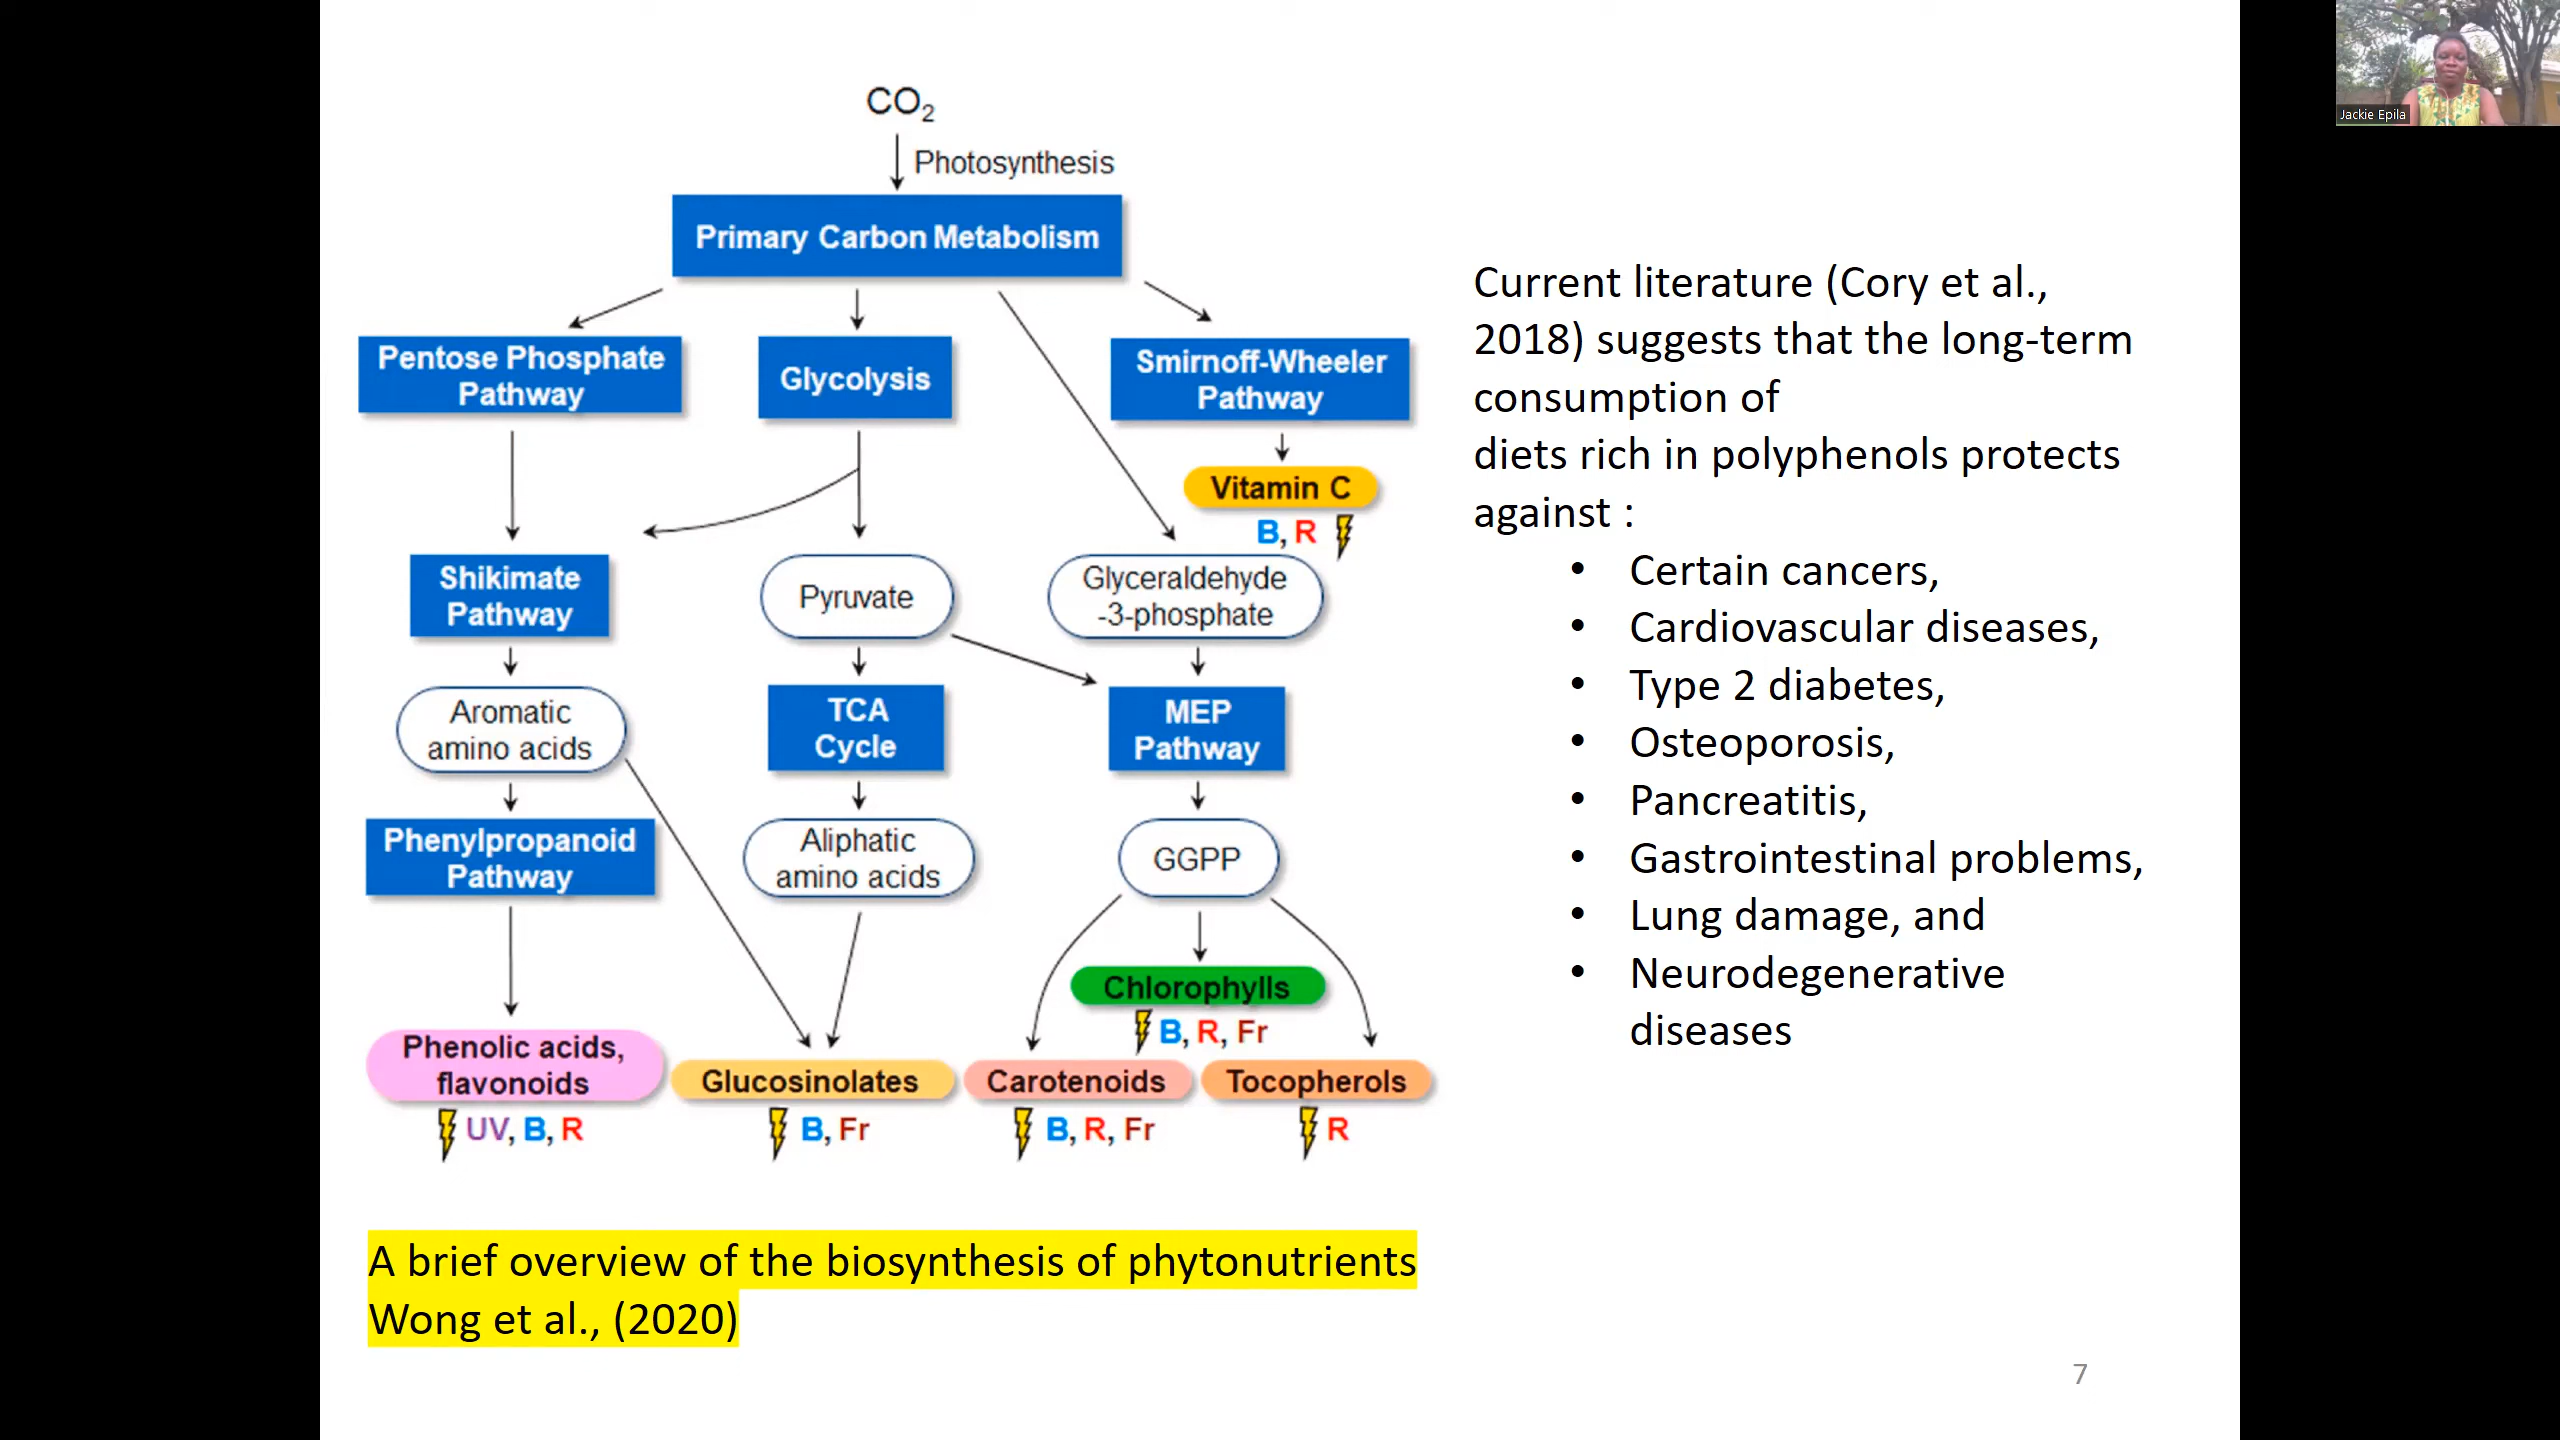 Jackie Epila
CO2
Photosynthesis
Primary Carbon Metabolism
Pentose Phosphate
Pathway
Glycolysis
Smirnoff-Wheeler
Pathway
Vitamin C
B, R
Shikimate
Pathway
Pyruvate
Glyceraldehyde
-3-phosphate
Aromatic
amino acids
TCA
Cycle
MEP
Pathway
Phenylpropanoid
Pathway
Aliphatic
amino acids
GGPP
Chlorophylls
B, R, Fr
Phenolic acids,
flavonoids
UV, B, R
Glucosinolates
B, Fr
Carotenoids
B, R, Fr
Tocopherols
R
A brief overview of the biosynthesis of phytonutrients
Wong et al., (2020)
Current literature (Cory et al.,
2018) suggests that the long-term
consumption of
diets rich in polyphenols protects
against :
• Certain cancers,
• Cardiovascular diseases,
• Type 2 diabetes,
• Osteoporosis,
• Pancreatitis,
• Gastrointestinal problems,
• Lung damage, and
• Neurodegenerative
diseases
7